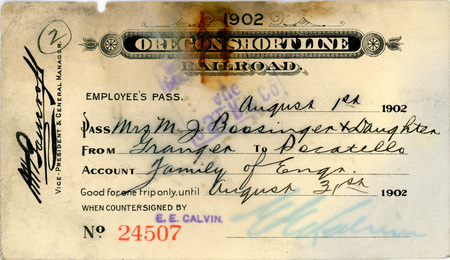 1902
OREGON SHORT LINE
RAILROAD.
EMPLOYEE'S PASS.
August 1st 1902
PASS Mrs M. J. Boosinger & Daughter
FROM Granger TO Pocatello
ACCOUNT Family of Engr.
Good for one trip only, until August 31st 1902
WHEN COUNTERSIGNED BY
E. E. CALVIN.
E E Calvin
No 24507
2
VICE-PRESIDENT & GENERAL MANAGER.